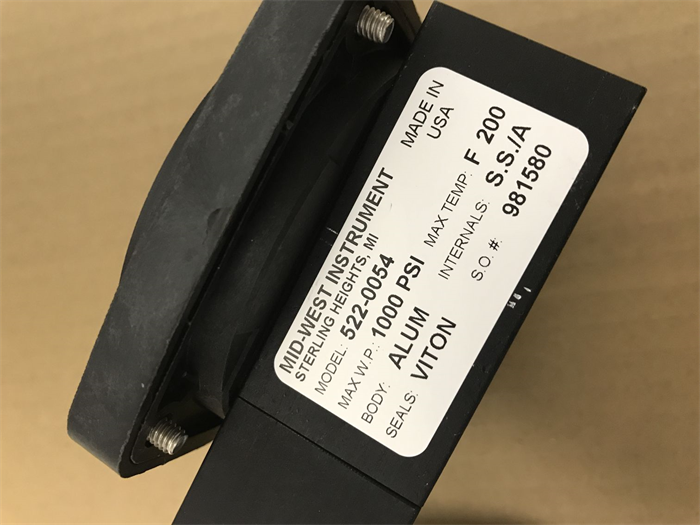 MID-WEST INSTRUMENT
STERLING HEIGHTS, MI
MADE IN
USA
MODEL: 522-0054
MAX W.P.: 1000 PSI MAX TEMP: F 200
BODY: ALUM INTERNALS: S.S./A
SEALS: VITON S.O.#: 981580